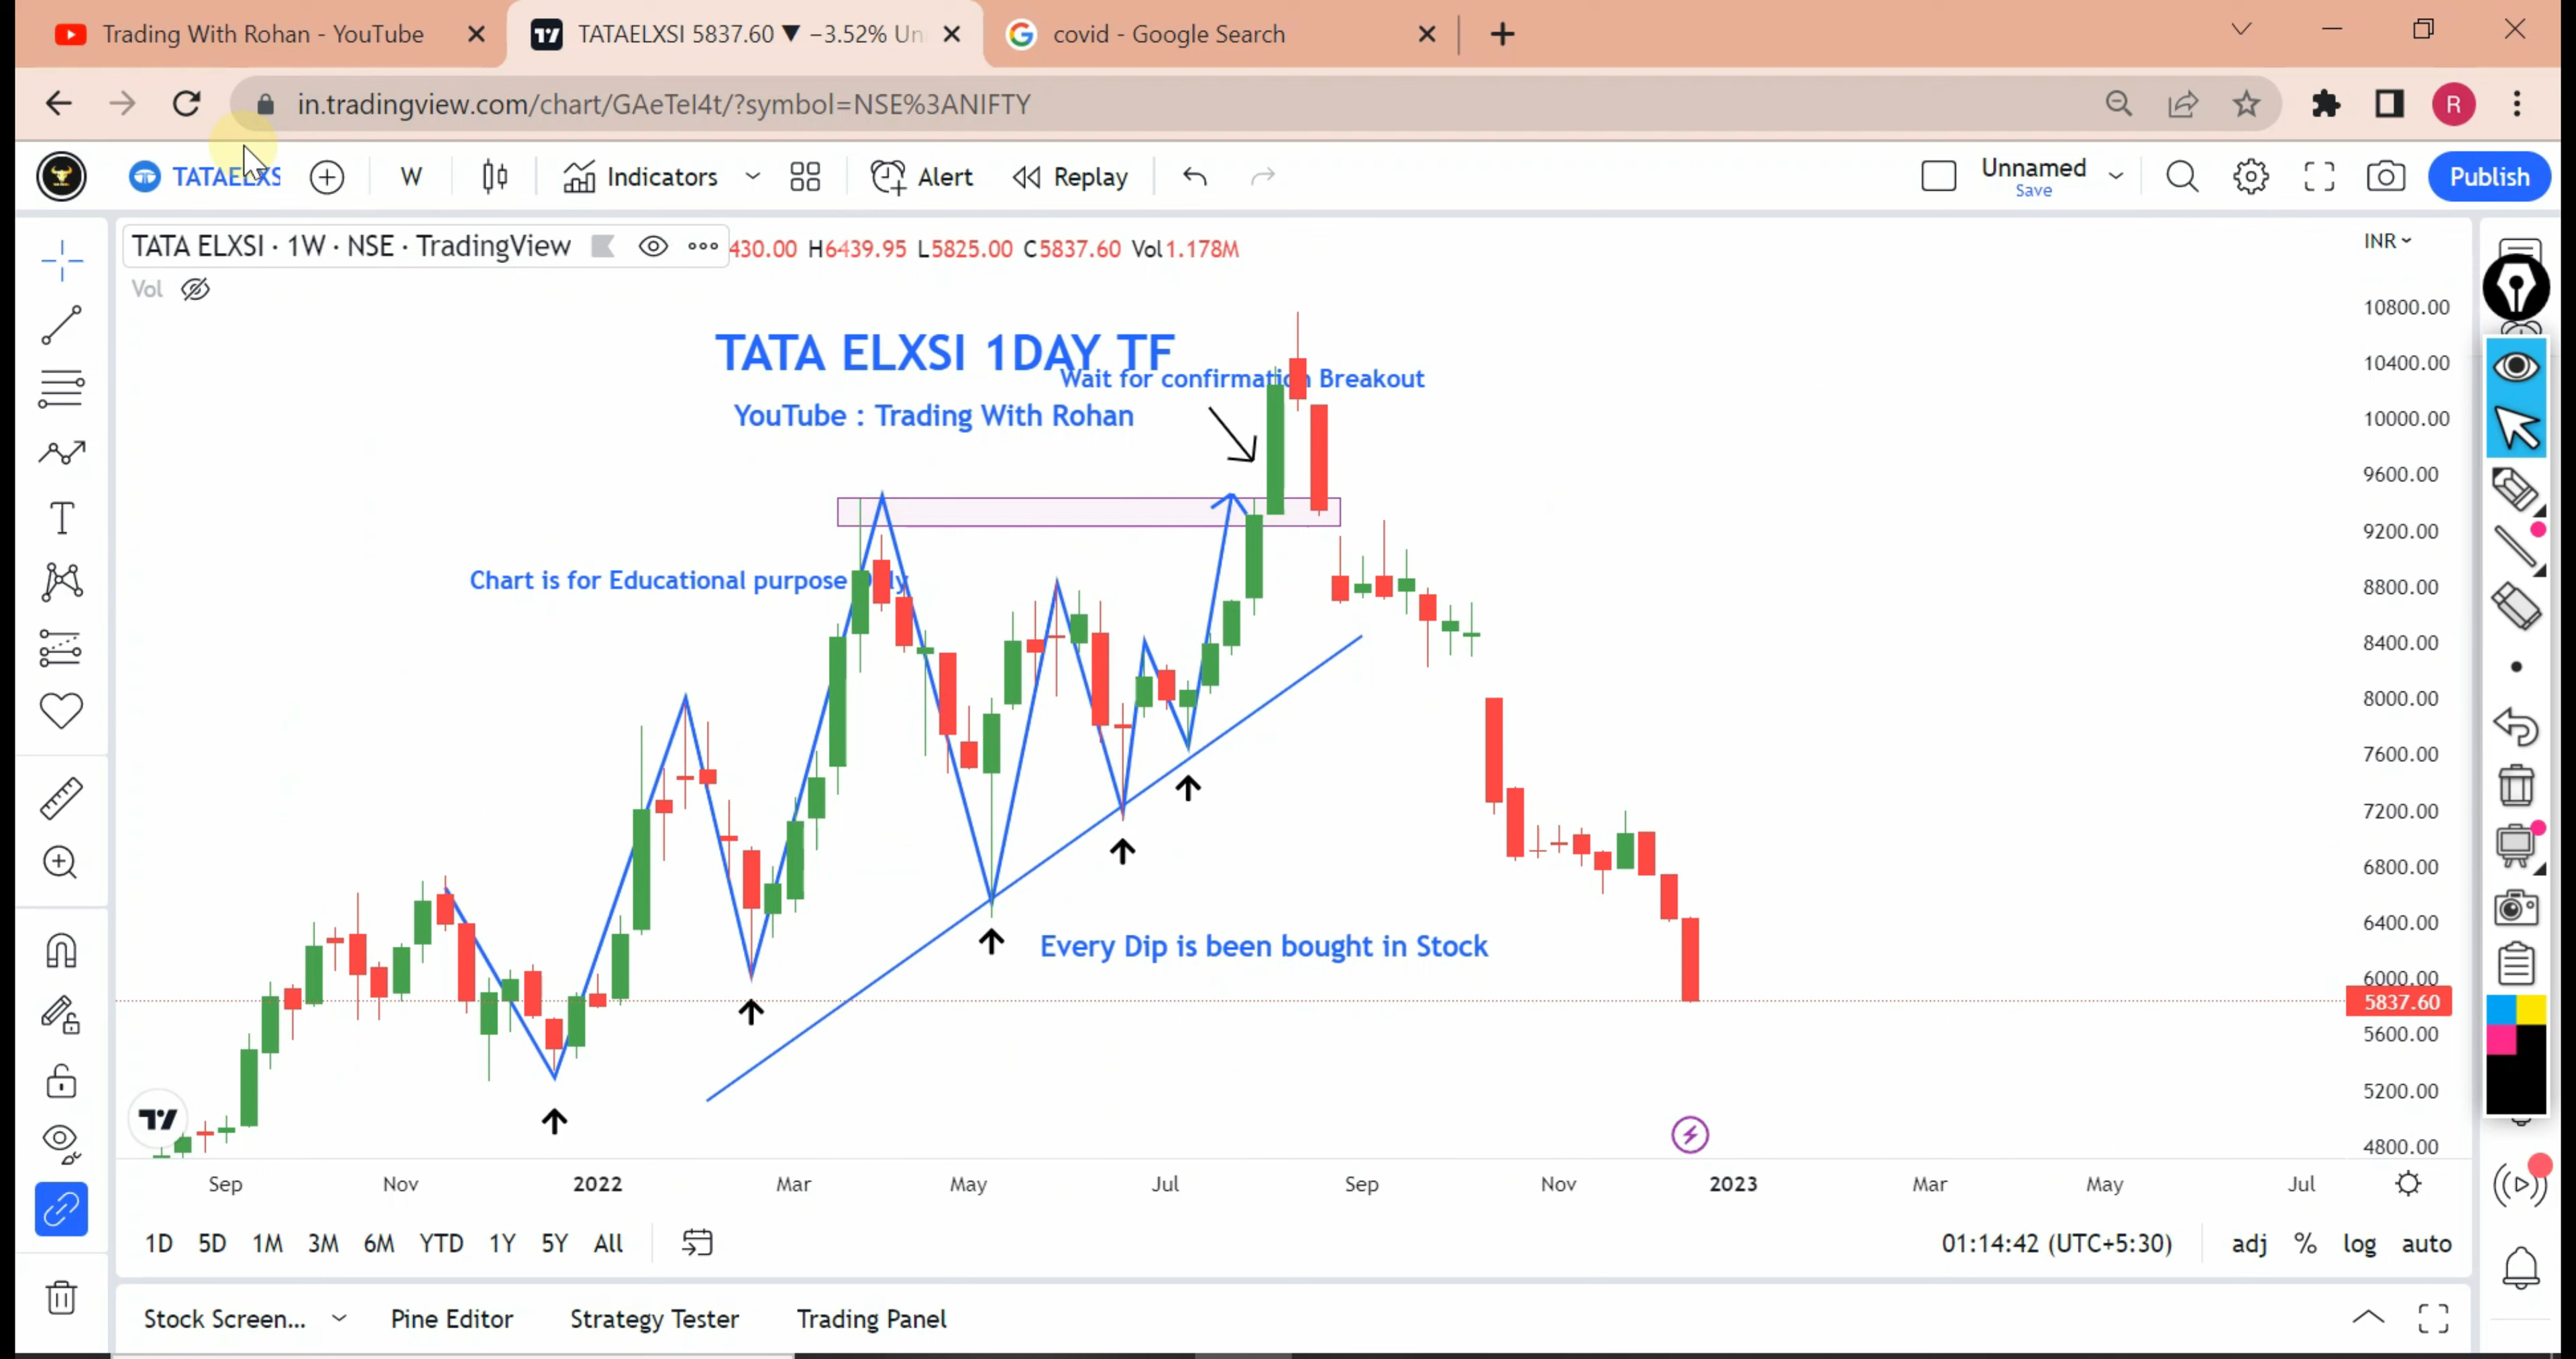 Trading With Rohan - YouTube
TATAELXSI 5837.60 ▼ −3.52% Un
covid - Google Search
in.tradingview.com/chart/GAeTeI4t/?symbol=NSE%3ANIFTY
R
TATAELXS
W
Indicators
Alert
Replay
Unnamed
Save
Publish
TATA ELXSI · 1W · NSE · TradingView
430.00 H6439.95 L5825.00 C5837.60 Vol1.178M
INR
Vol
TATA ELXSI 1DAY TF
Wait for confirmation Breakout
YouTube : Trading With Rohan
Chart is for Educational purpose
Every Dip is been bought in Stock
10800.00
10400.00
10000.00
9600.00
9200.00
8800.00
8400.00
8000.00
7600.00
7200.00
6800.00
6400.00
6000.00
5837.60
5600.00
5200.00
4800.00
Sep Nov 2022 Mar May Jul Sep Nov 2023 Mar May Jul
1D 5D 1M 3M 6M YTD 1Y 5Y All
01:14:42 (UTC+5:30) adj % log auto
Stock Screen... Pine Editor Strategy Tester Trading Panel